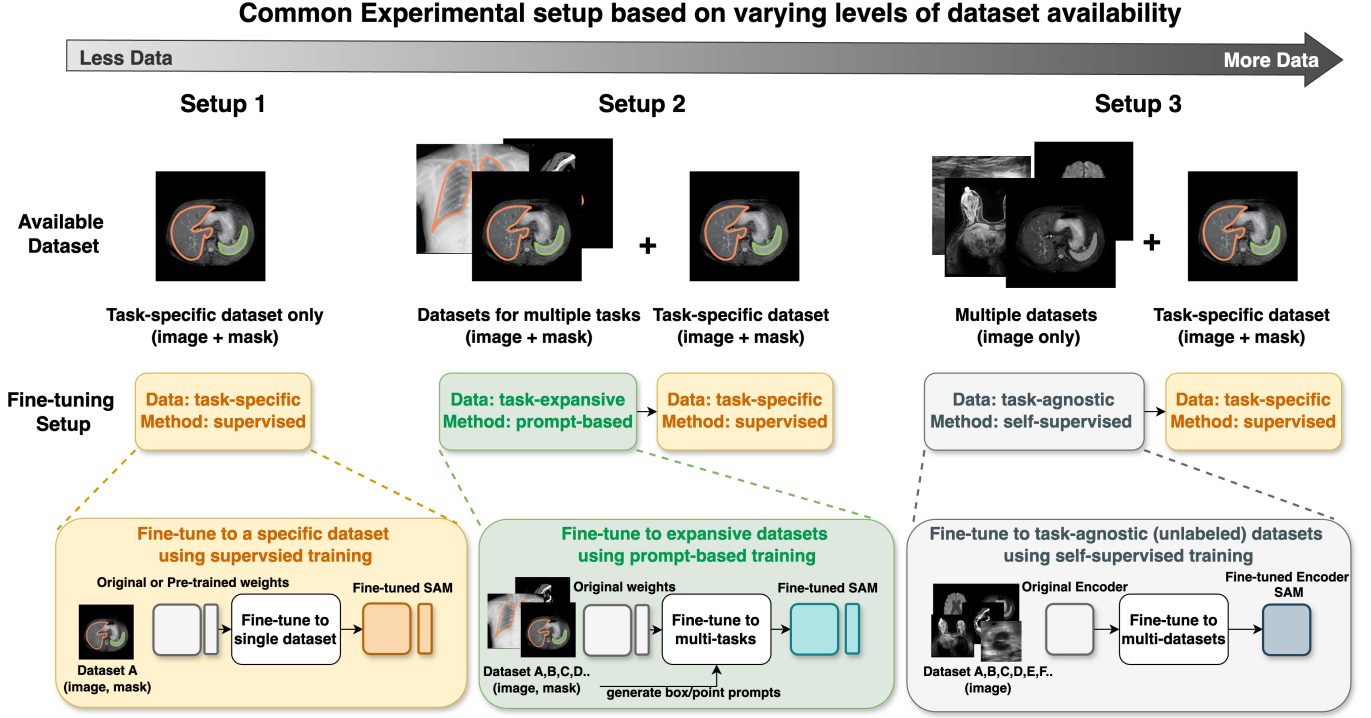 Common Experimental setup based on varying levels of dataset availability
Less Data
More Data
Setup 1
Setup 2
Setup 3
Available
Dataset
Task-specific dataset only
(image + mask)
Datasets for multiple tasks
(image + mask)
Task-specific dataset
(image + mask)
Multiple datasets
(image only)
Task-specific dataset
(image + mask)
+
+
Fine-tuning
Setup
Data: task-specific
Method: supervised
Data: task-expansive
Method: prompt-based
Data: task-specific
Method: supervised
Data: task-agnostic
Method: self-supervised
Data: task-specific
Method: supervised
Fine-tune to a specific dataset
using supervsied training
Original or Pre-trained weights
Fine-tuned SAM
Fine-tune to
single dataset
Dataset A
(image, mask)
Fine-tune to expansive datasets
using prompt-based training
Original weights
Fine-tuned SAM
Fine-tune to
multi-tasks
Dataset A,B,C,D..
(image, mask)
generate box/point prompts
Fine-tune to task-agnostic (unlabeled) datasets
using self-supervised training
Original Encoder
Fine-tuned Encoder
SAM
Fine-tune to
multi-datasets
Dataset A,B,C,D,E,F..
(image)